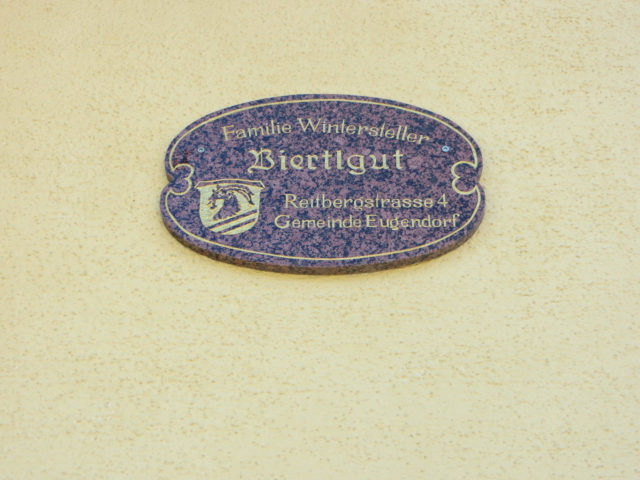 Familie Wintersteller
Biertlgut
Reitbergstrasse 4
Gemeinde Eugendorf